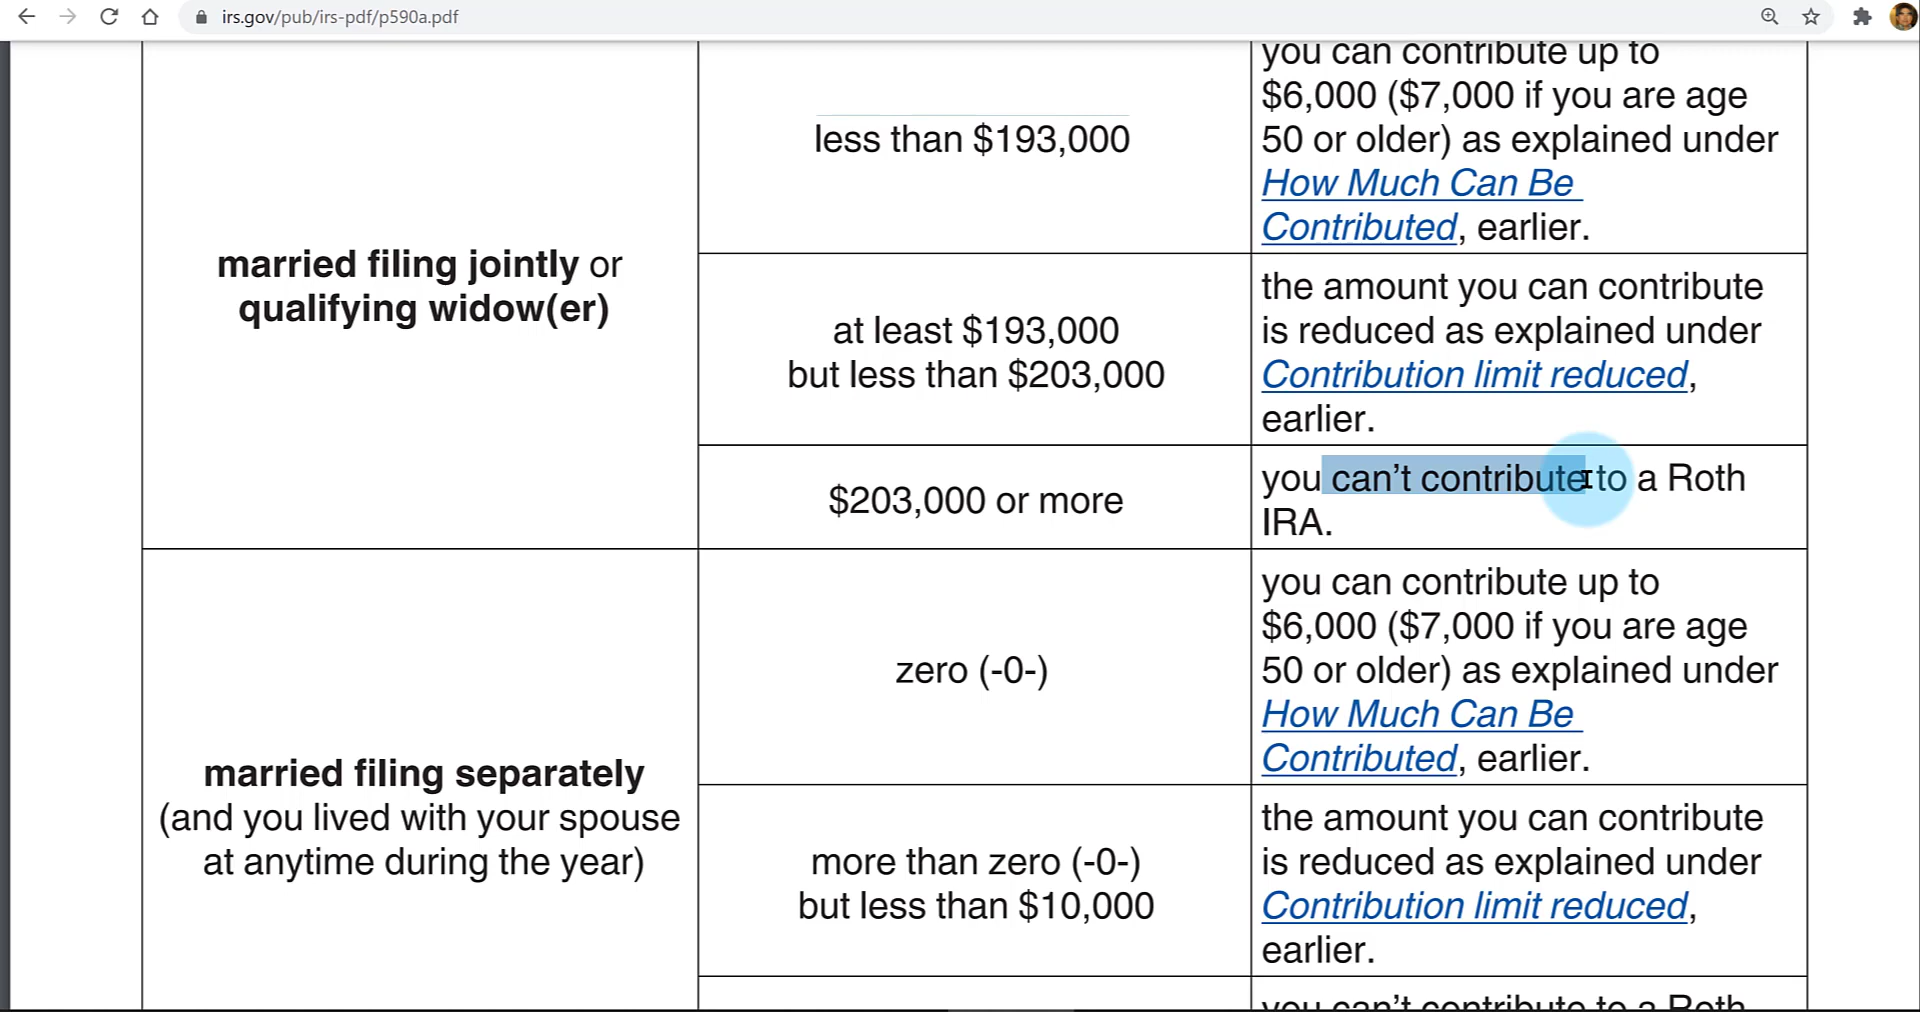 irs.gov/pub/irs-pdf/p590a.pdf
married filing jointly or
qualifying widow(er)
less than $193,000
you can contribute up to
$6,000 ($7,000 if you are age
50 or older) as explained under
How Much Can Be
Contributed, earlier.
at least $193,000
but less than $203,000
the amount you can contribute
is reduced as explained under
Contribution limit reduced,
earlier.
$203,000 or more
you can’t contribute to a Roth
IRA.
married filing separately
(and you lived with your spouse
at anytime during the year)
zero (-0-)
you can contribute up to
$6,000 ($7,000 if you are age
50 or older) as explained under
How Much Can Be
Contributed, earlier.
more than zero (-0-)
but less than $10,000
the amount you can contribute
is reduced as explained under
Contribution limit reduced,
earlier.
you can’t contribute to a Roth